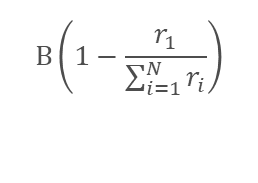 B(1 − r₁ / ∑ᵢ₌₁ᴺ rᵢ)